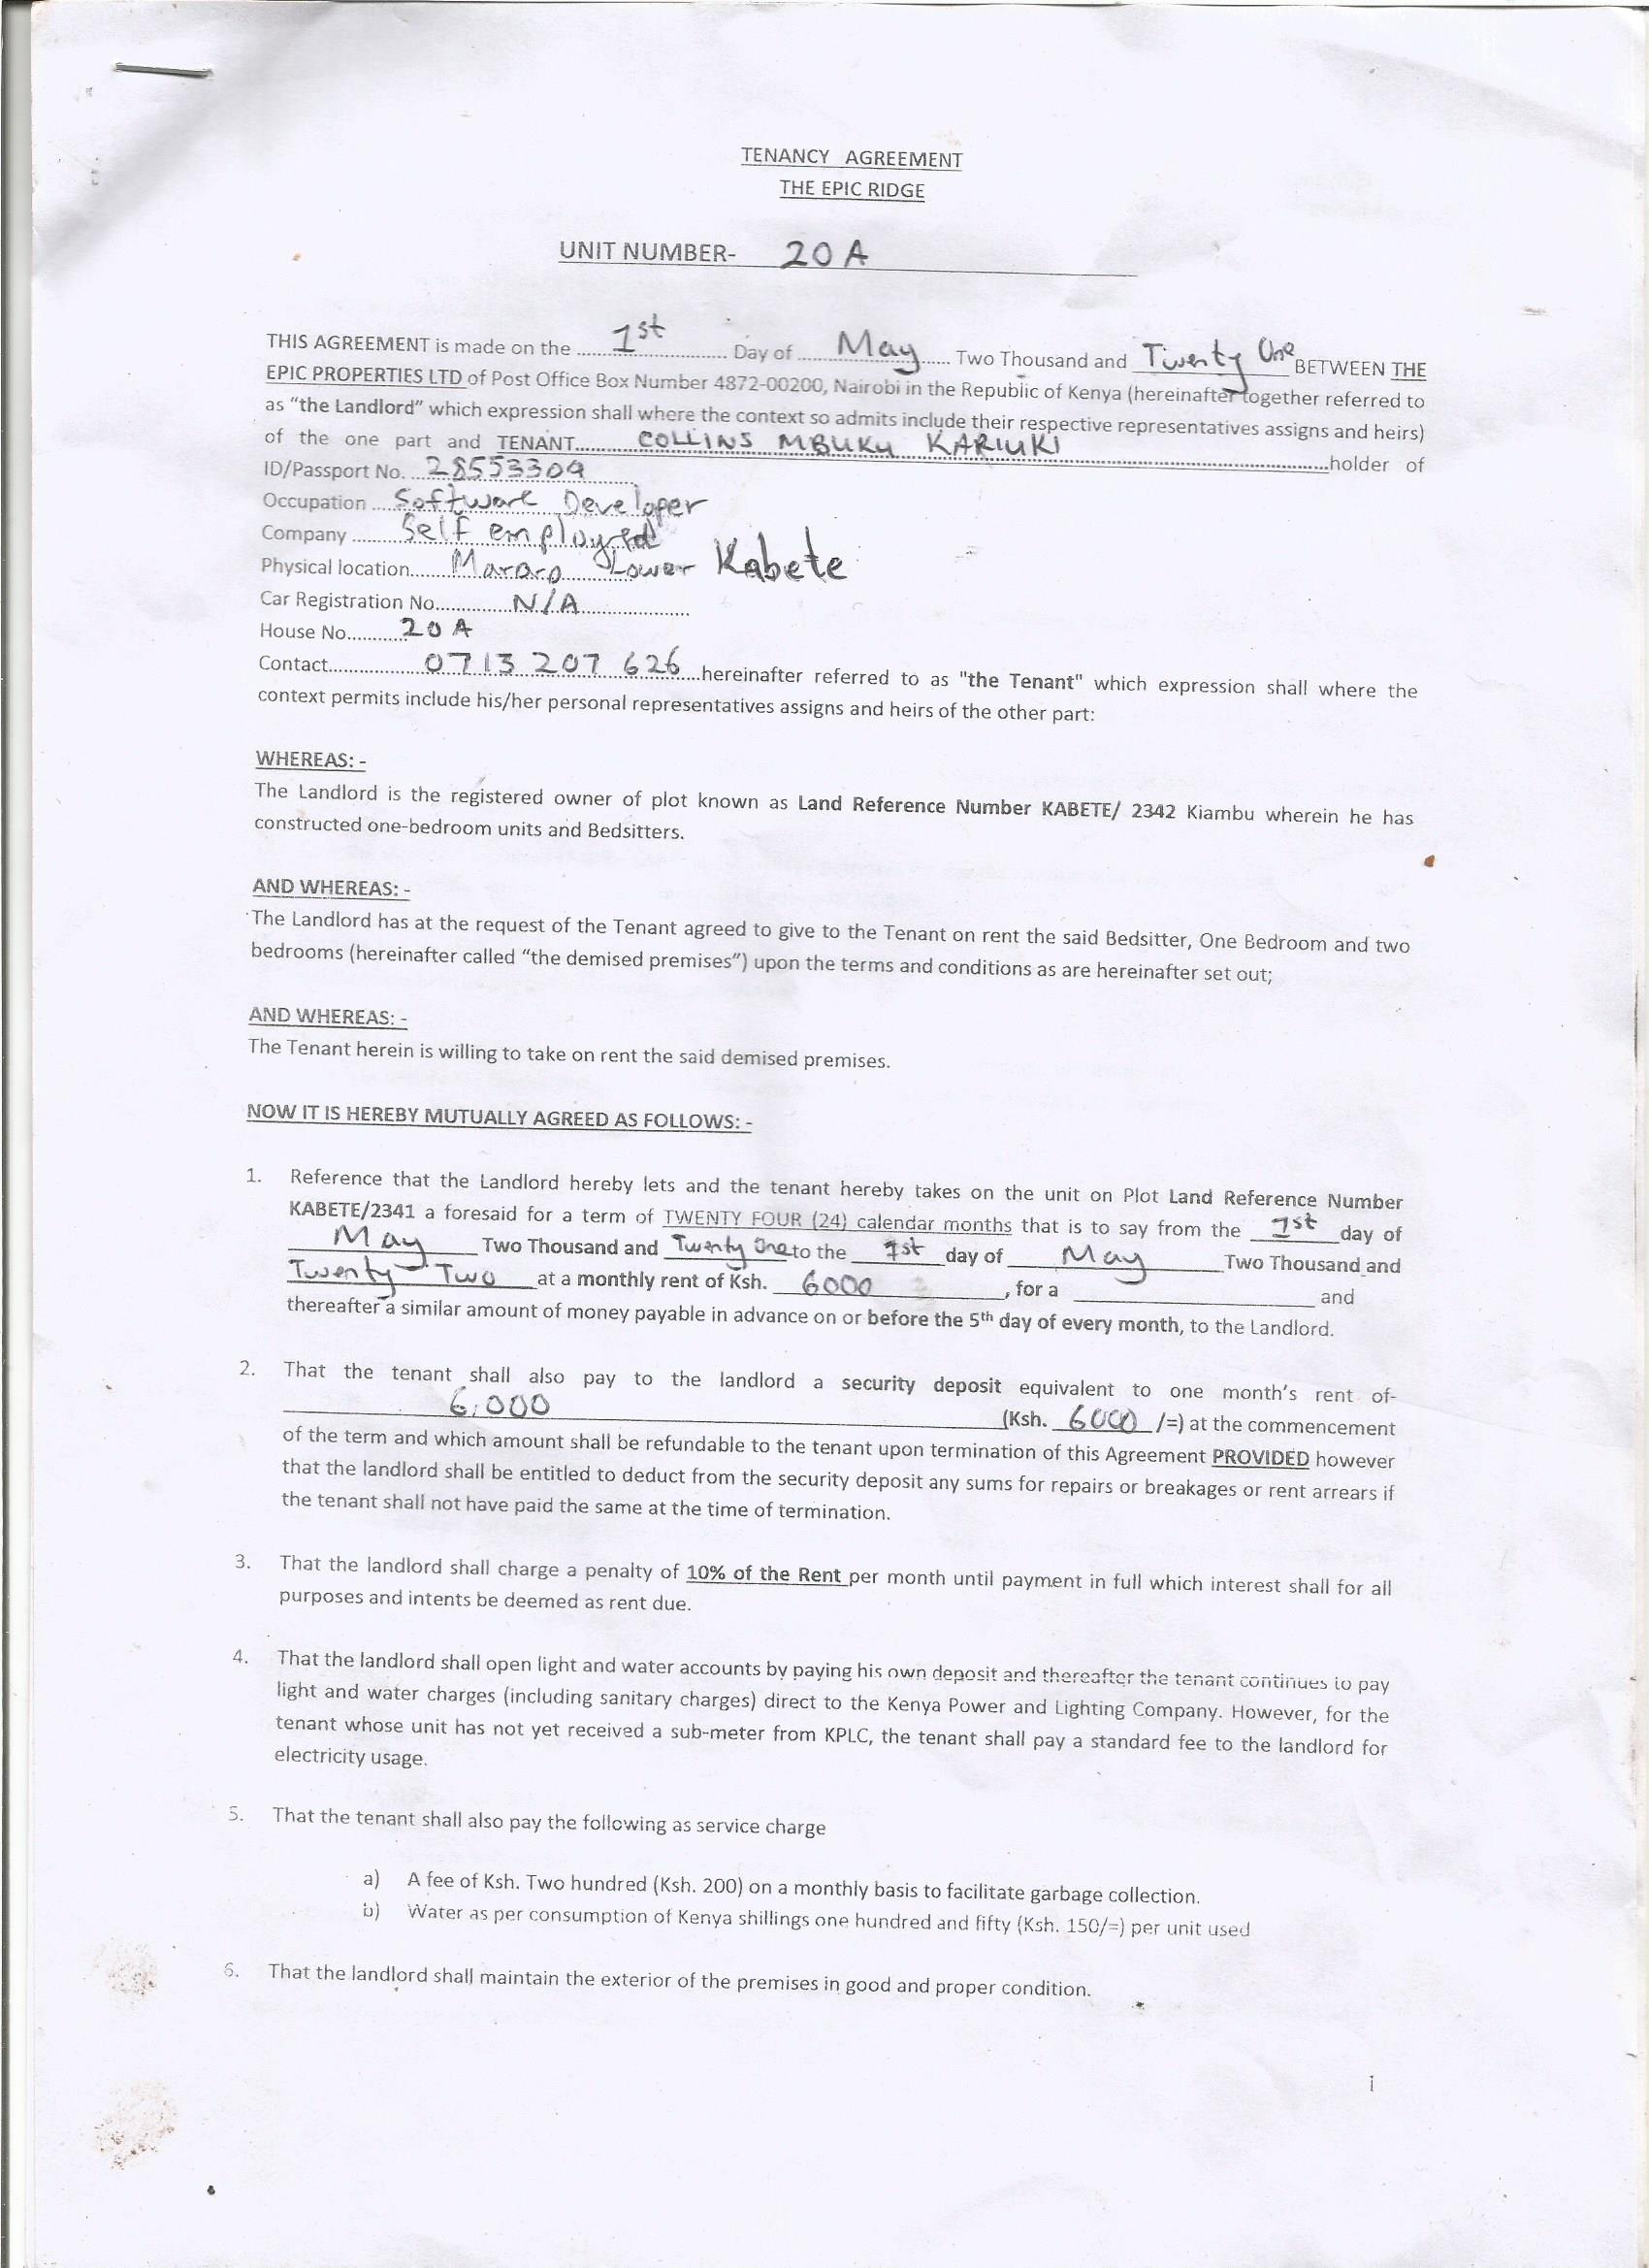 TENANCY AGREEMENT
THE EPIC RIDGE
UNIT NUMBER- 20 A
THIS AGREEMENT is made on the ........1st........ Day of ......May...... Two Thousand and Twenty One BETWEEN THE
EPIC PROPERTIES LTD of Post Office Box Number 4872-00200, Nairobi in the Republic of Kenya (hereinafter together referred to
as "the Landlord" which expression shall where the context so admits include their respective representatives assigns and heirs)
of the one part and TENANT........COLLINS MBUKU KARIUKI........holder of
ID/Passport No. ..28553309........
Occupation ....Software Developer
Company ........Self employed
Physical location.......Mararo Lower Kabete
Car Registration No..............N/A..................
House No...........20 A
Contact.................0713 207 626....hereinafter referred to as "the Tenant" which expression shall where the
context permits include his/her personal representatives assigns and heirs of the other part:
WHEREAS: -
The Landlord is the registered owner of plot known as Land Reference Number KABETE/ 2342 Kiambu wherein he has
constructed one-bedroom units and Bedsitters.
AND WHEREAS: -
The Landlord has at the request of the Tenant agreed to give to the Tenant on rent the said Bedsitter, One Bedroom and two
bedrooms (hereinafter called "the demised premises") upon the terms and conditions as are hereinafter set out;
AND WHEREAS: -
The Tenant herein is willing to take on rent the said demised premises.
NOW IT IS HEREBY MUTUALLY AGREED AS FOLLOWS: -
1. Reference that the Landlord hereby lets and the tenant hereby takes on the unit on Plot Land Reference Number
KABETE/2341 a foresaid for a term of TWENTY FOUR (24) calendar months that is to say from the 1st day of
May Two Thousand and Twenty One to the 1st day of May Two Thousand and
Twenty Two at a monthly rent of Ksh. 6000 , for a ____________ and
thereafter a similar amount of money payable in advance on or before the 5th day of every month, to the Landlord.
2. That the tenant shall also pay to the landlord a security deposit equivalent to one month's rent of-
6,000 (Ksh. 6000 /=) at the commencement
of the term and which amount shall be refundable to the tenant upon termination of this Agreement PROVIDED however
that the landlord shall be entitled to deduct from the security deposit any sums for repairs or breakages or rent arrears if
the tenant shall not have paid the same at the time of termination.
3. That the landlord shall charge a penalty of 10% of the Rent per month until payment in full which interest shall for all
purposes and intents be deemed as rent due.
4. That the landlord shall open light and water accounts by paying his own deposit and thereafter the tenant continues to pay
light and water charges (including sanitary charges) direct to the Kenya Power and Lighting Company. However, for the
tenant whose unit has not yet received a sub-meter from KPLC, the tenant shall pay a standard fee to the landlord for
electricity usage.
5. That the tenant shall also pay the following as service charge
a) A fee of Ksh. Two hundred (Ksh. 200) on a monthly basis to facilitate garbage collection.
b) Water as per consumption of Kenya shillings one hundred and fifty (Ksh. 150/=) per unit used
6. That the landlord shall maintain the exterior of the premises in good and proper condition.
i